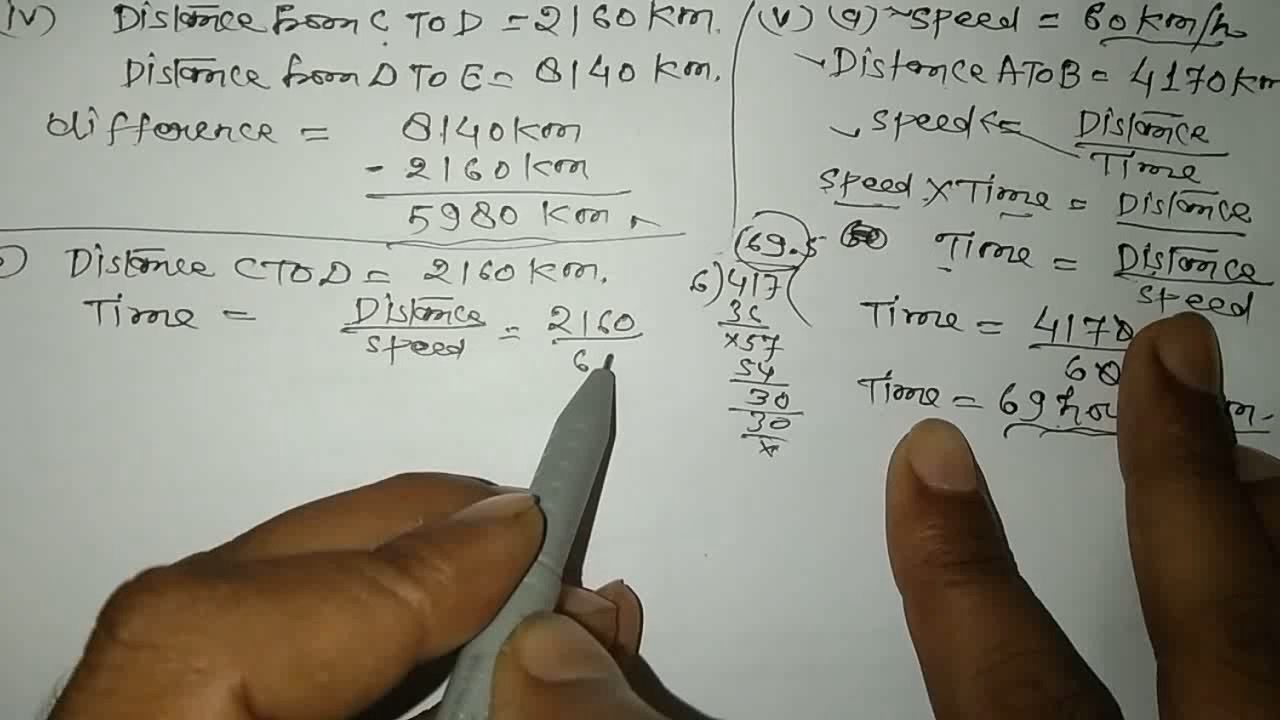 (iv) Distance from C TO D = 2160 km.
Distance from D TO E = 8140 km.
difference = 8140 km
- 2160 km
5980 km
Distance C TO D = 2160 km.
Time = Distance / speed = 2160 / 6
(v) (a) speed = 60 km/h
Distance A TO B = 4170 km
speed = Distance / Time
speed × Time = Distance
Time = Distance / speed
69.5
6)417(
36
×57
54
30
30
×
Time = 4170 / 60
Time = 69 hou